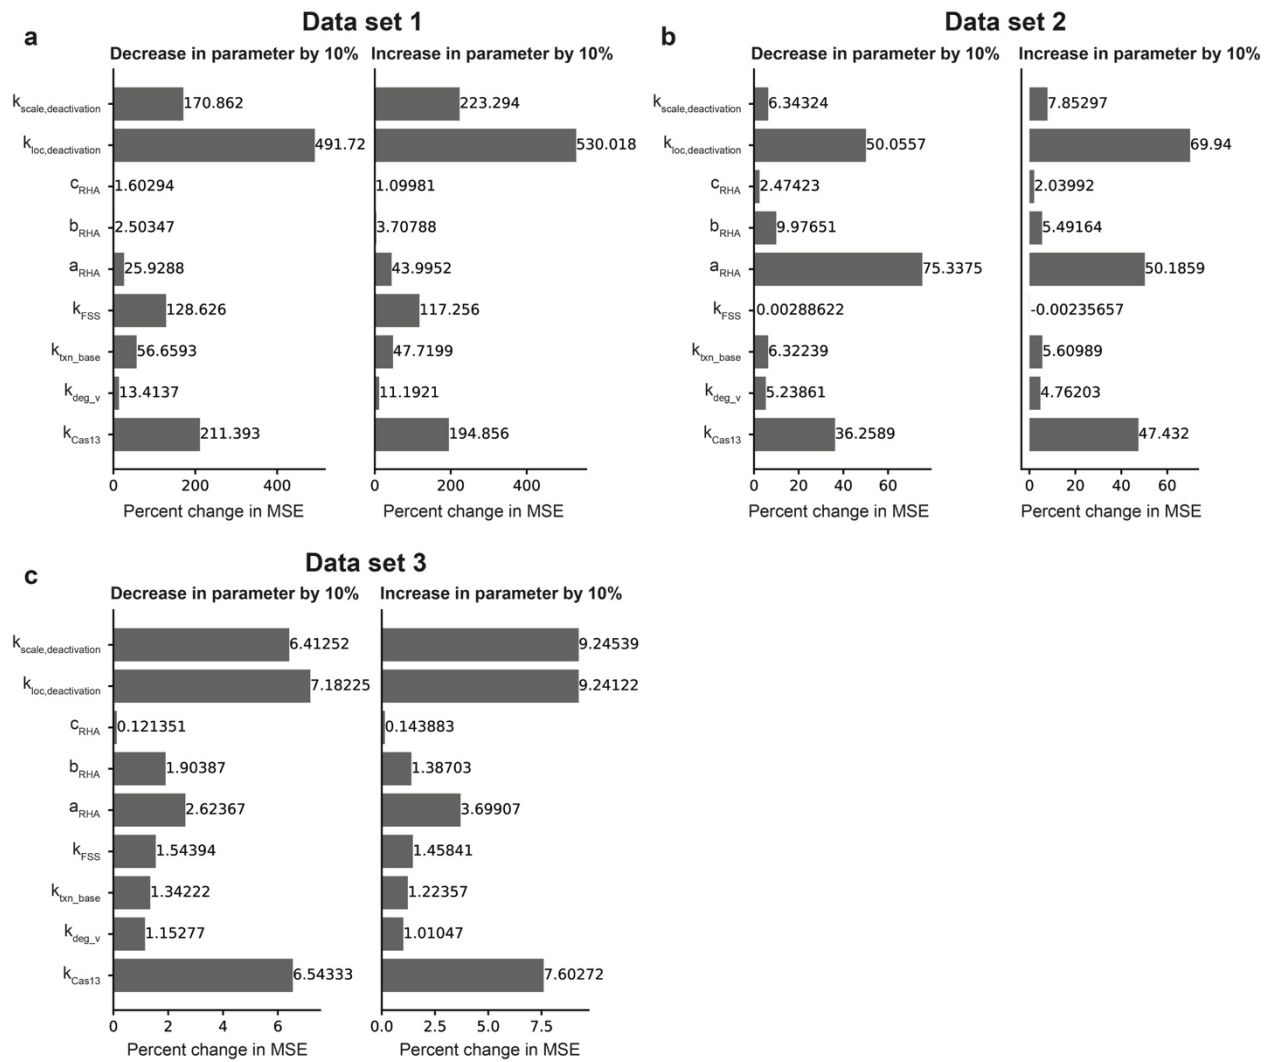 Data set 1
a
Decrease in parameter by 10% Increase in parameter by 10%
kscale,deactivation 170.862 223.294
kloc,deactivation 491.72 530.018
cRHA 1.60294 1.09981
bRHA 2.50347 3.70788
aRHA 25.9288 43.9952
kFSS 128.626 117.256
ktxn_base 56.6593 47.7199
kdeg_v 13.4137 11.1921
kCas13 211.393 194.856
0 200 400 0 200 400
Percent change in MSE Percent change in MSE
Data set 2
b
Decrease in parameter by 10% Increase in parameter by 10%
kscale,deactivation 6.34324 7.85297
kloc,deactivation 50.0557 69.94
cRHA 2.47423 2.03992
bRHA 9.97651 5.49164
aRHA 75.3375 50.1859
kFSS 0.00288622 -0.00235657
ktxn_base 6.32239 5.60989
kdeg_v 5.23861 4.76203
kCas13 36.2589 47.432
0 20 40 60 0 20 40 60
Percent change in MSE Percent change in MSE
Data set 3
c
Decrease in parameter by 10% Increase in parameter by 10%
kscale,deactivation 6.41252 9.24539
kloc,deactivation 7.18225 9.24122
cRHA 0.121351 0.143883
bRHA 1.90387 1.38703
aRHA 2.62367 3.69907
kFSS 1.54394 1.45841
ktxn_base 1.34222 1.22357
kdeg_v 1.15277 1.01047
kCas13 6.54333 7.60272
0 2 4 6 0.0 2.5 5.0 7.5
Percent change in MSE Percent change in MSE